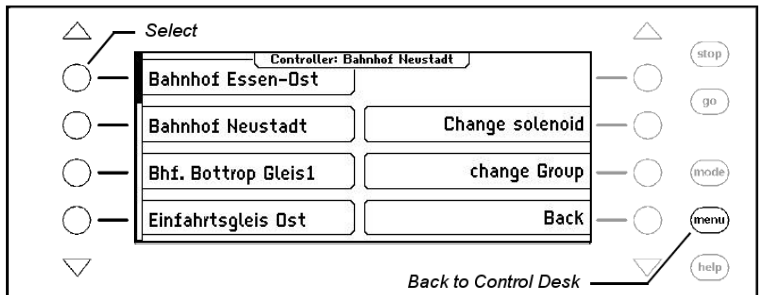 Select
stop
Controller: Bahnhof Neustadt
Bahnhof Essen-Ost
go
Bahnhof Neustadt
Change solenoid
Bhf. Bottrop Gleis1
change Group
mode
Einfahrtsgleis Ost
Back
menu
help
Back to Control Desk